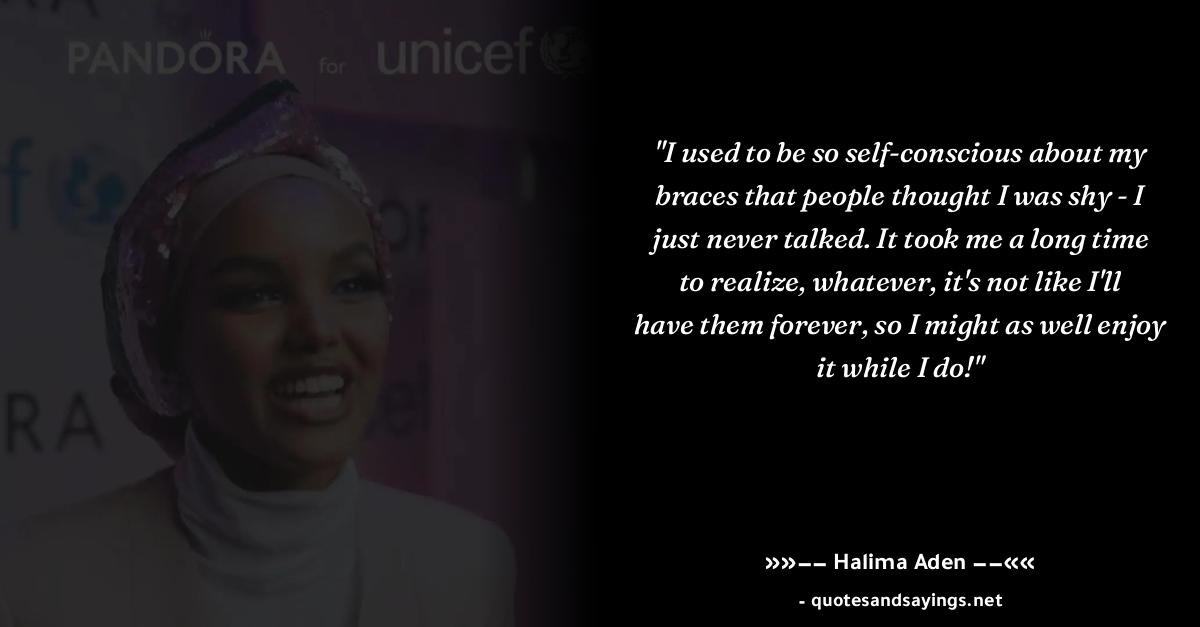 PANDORA for unicef
f
OR
RA
cef
"I used to be so self-conscious about my
braces that people thought I was shy - I
just never talked. It took me a long time
to realize, whatever, it's not like I'll
have them forever, so I might as well enjoy
it while I do!"
»»–– Halima Aden ––««
- quotesandsayings.net